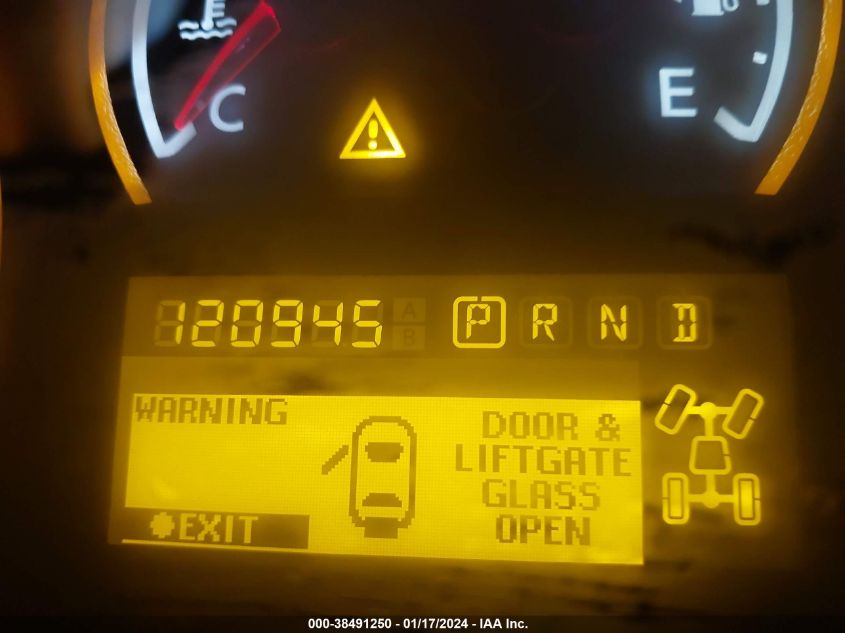 C
E
120945 A
B
P R N D
WARNING
DOOR &
LIFTGATE
GLASS
OPEN
EXIT
000-38491250 - 01/17/2024 - IAA Inc.